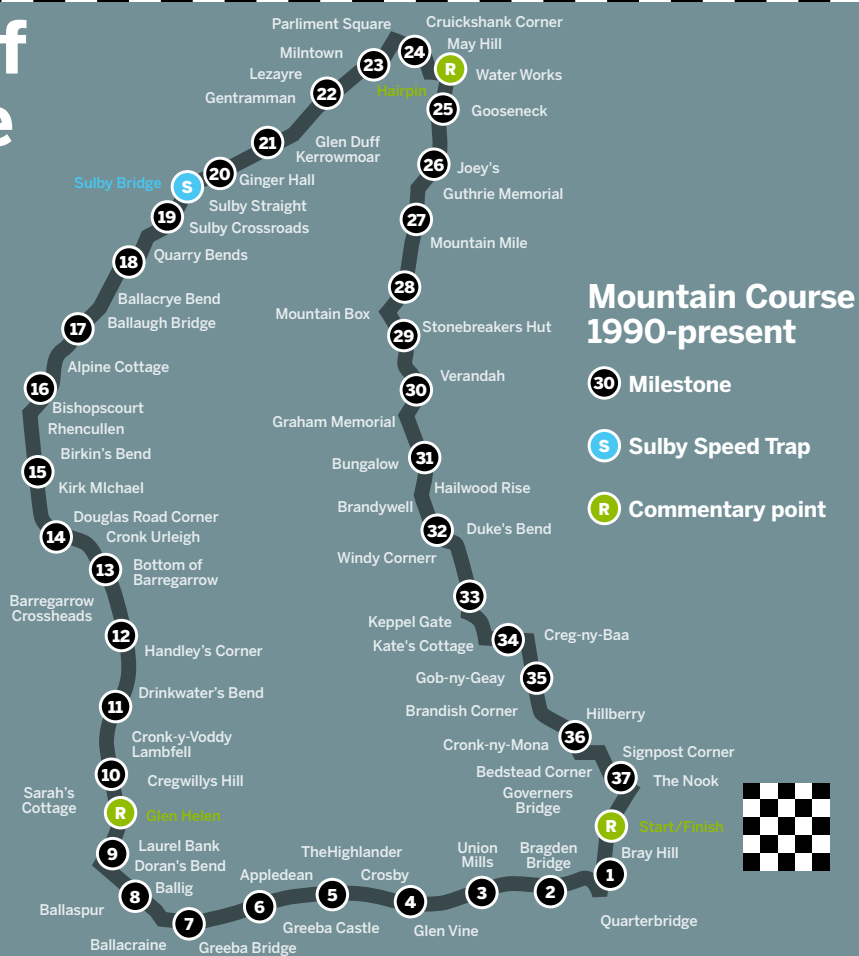 f
e
Parliment Square
Cruickshank Corner
Milntown
23
24
May Hill
R
Water Works
Hairpin
Lezayre
22
Gentramman
25
Gooseneck
21
Glen Duff
Kerrowmoar
26
Joey's
Sulby Bridge
S
20
Ginger Hall
Guthrie Memorial
Sulby Straight
19
Sulby Crossroads
27
Mountain Mile
18
Quarry Bends
28
Ballacrye Bend
Mountain Box
17
Ballaugh Bridge
29
Stonebreakers Hut
Alpine Cottage
Verandah
16
30
Bishopscourt
Graham Memorial
Rhencullen
Birkin's Bend
31
Bungalow
15
Kirk MIchael
Hailwood Rise
Brandywell
Douglas Road Corner
32
Duke's Bend
14
Cronk Urleigh
Windy Cornerr
13
Bottom of
Barregarrow
33
Barregarrow
Crossheads
Keppel Gate
12
Kate's Cottage
34
Creg-ny-Baa
Handley's Corner
Gob-ny-Geay
35
Drinkwater's Bend
11
Brandish Corner
Hillberry
Cronk-y-Voddy
Lambfell
36
Cronk-ny-Mona
Signpost Corner
10
Cregwillys Hill
Bedstead Corner
37
The Nook
Sarah's
Cottage
Governers
Bridge
R
Glen Helen
R
Start/Finish
9
Laurel Bank
Doran's Bend
Bray Hill
1
8
Ballig
Ballaspur
7
Ballacraine
Greeba Bridge
6
Appledean
5
TheHighlander
Greeba Castle
Crosby
4
Glen Vine
3
Union
Mills
2
Bragden
Bridge
Quarterbridge
Mountain Course
1990-present
30 Milestone
S Sulby Speed Trap
R Commentary point